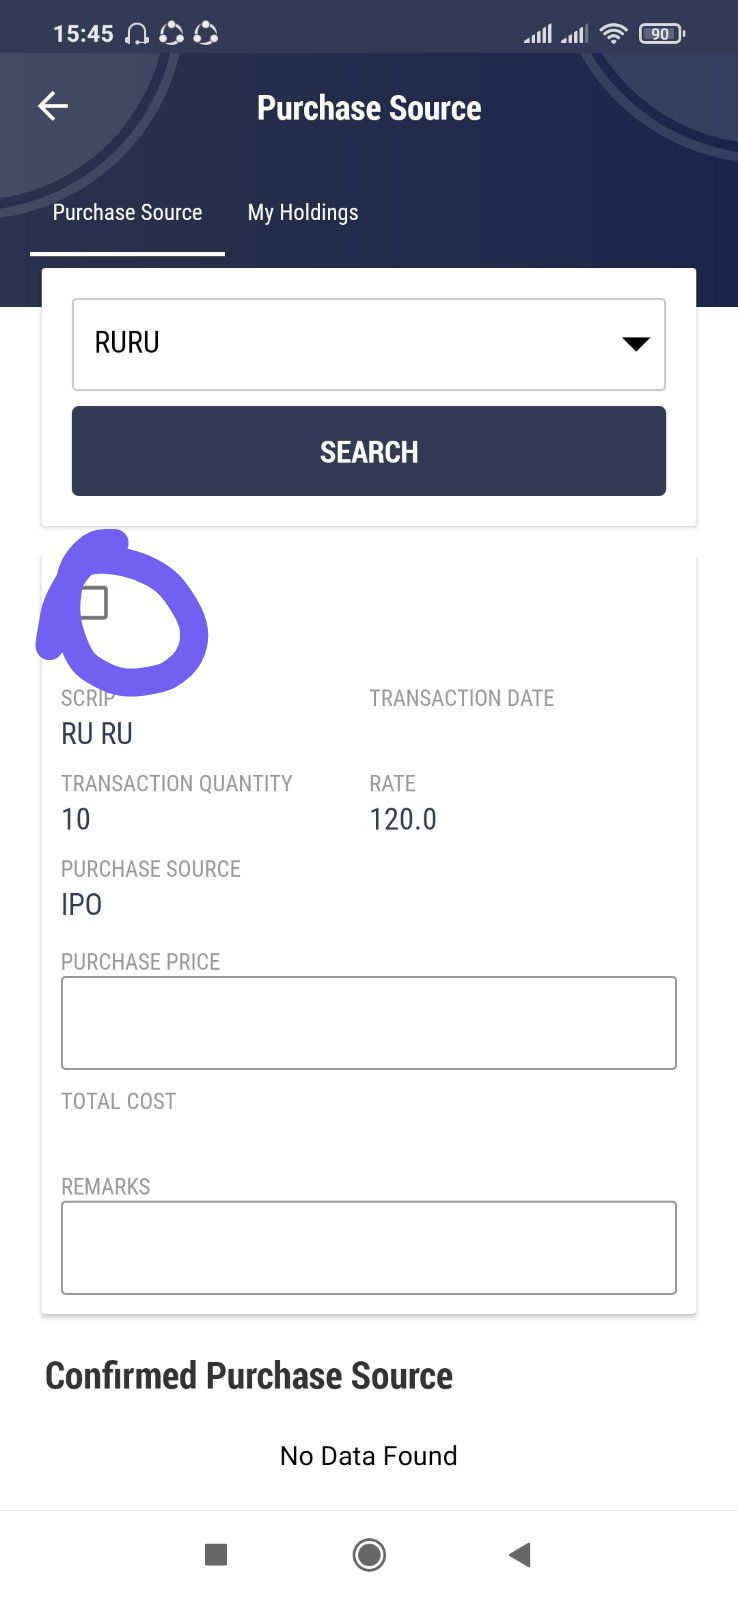 15:45 90
Purchase Source
Purchase Source My Holdings
RURU
SEARCH
SCRIP TRANSACTION DATE
RU RU
TRANSACTION QUANTITY RATE
10 120.0
PURCHASE SOURCE
IPO
PURCHASE PRICE
TOTAL COST
REMARKS
Confirmed Purchase Source
No Data Found